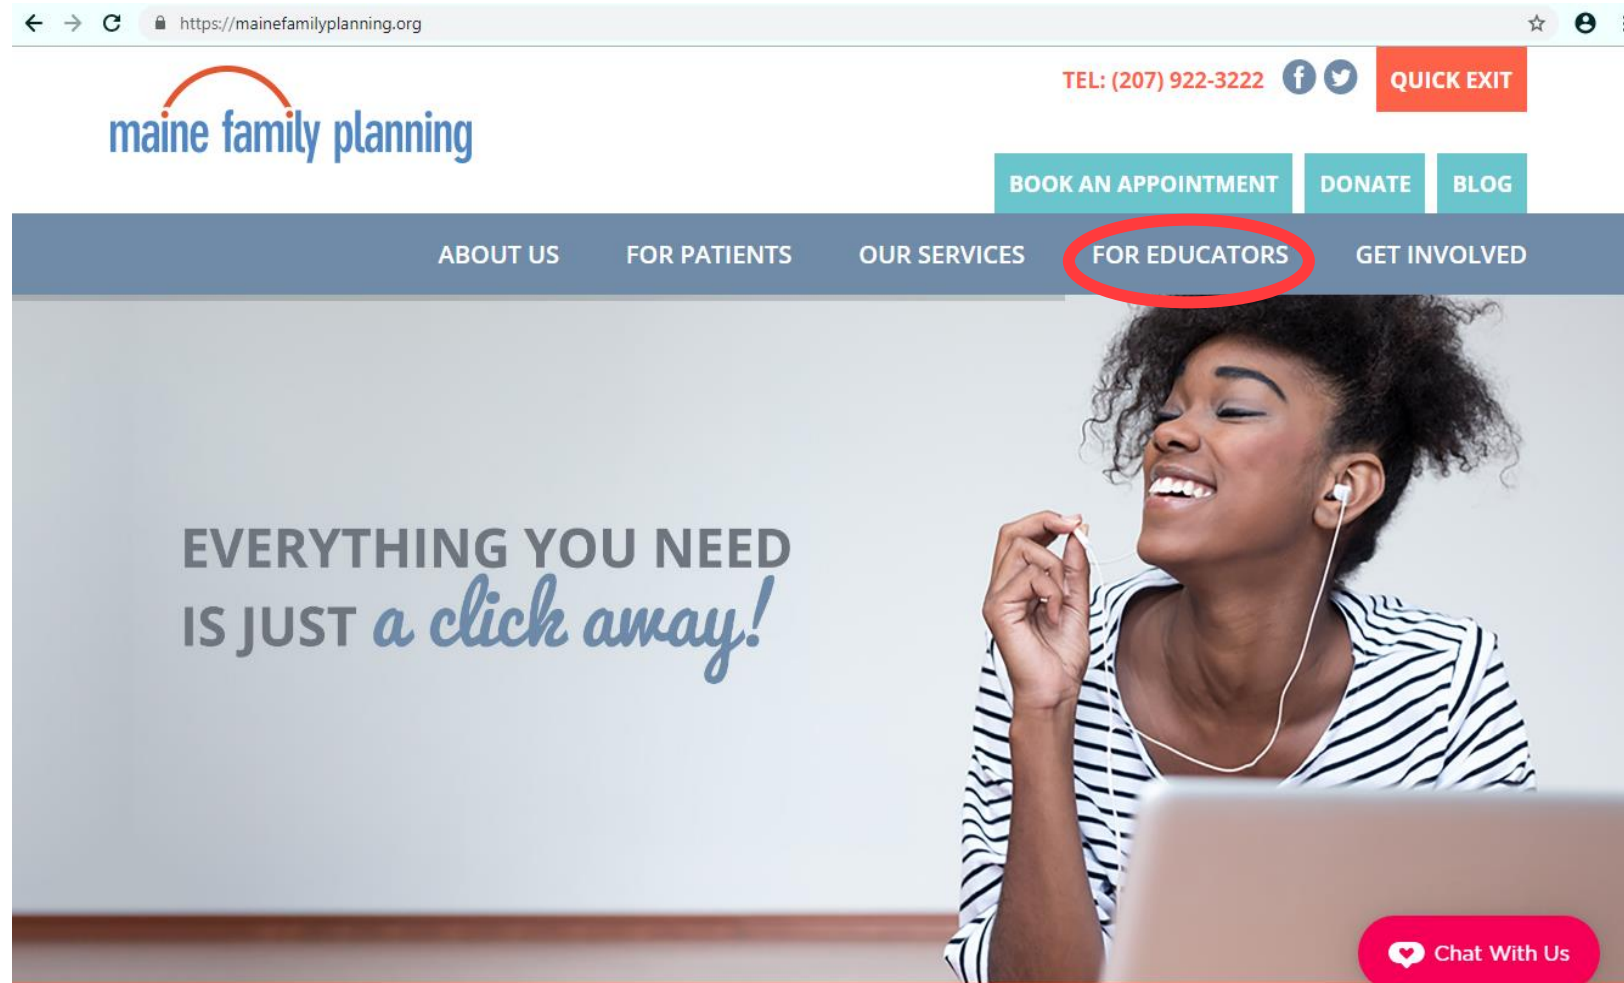 https://mainefamilyplanning.org
maine family planning
TEL: (207) 922-3222
QUICK EXIT
BOOK AN APPOINTMENT
DONATE
BLOG
ABOUT US
FOR PATIENTS
OUR SERVICES
FOR EDUCATORS
GET INVOLVED
EVERYTHING YOU NEED
IS JUST a click away!
Chat With Us